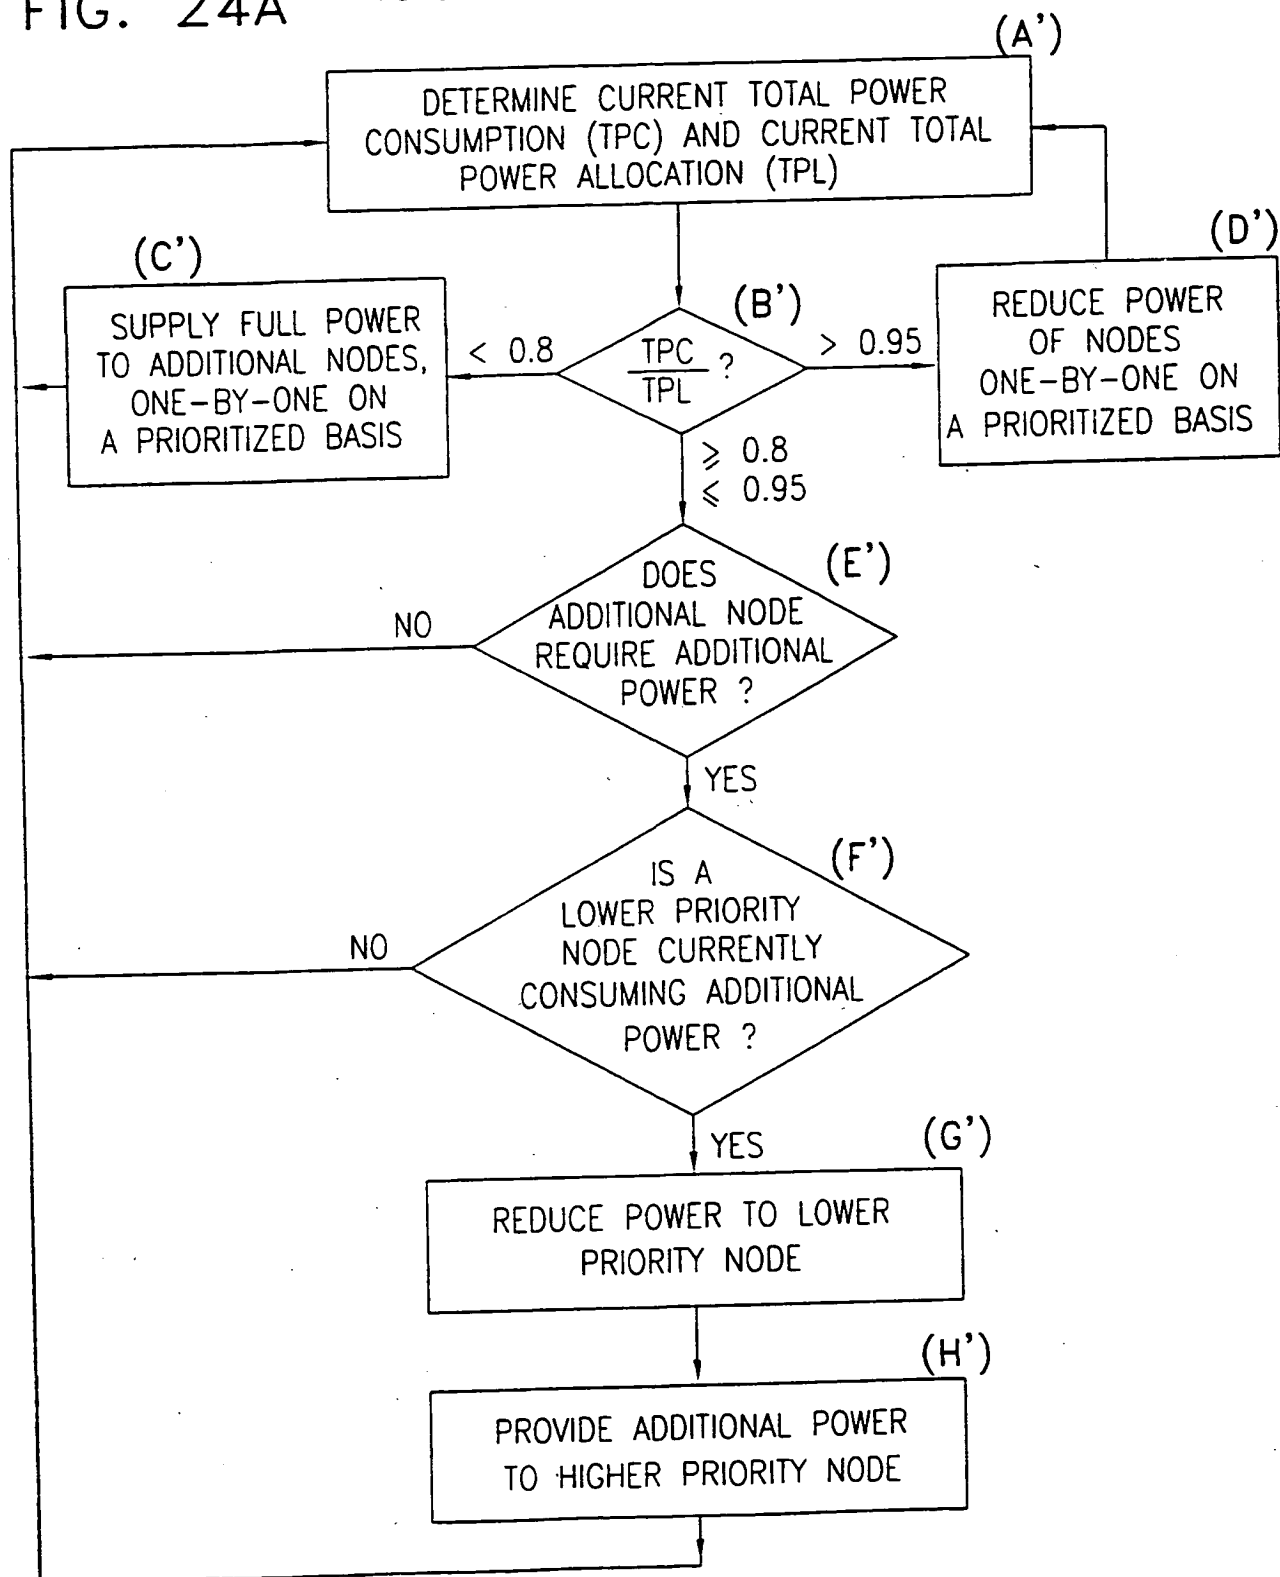 FIG. 24A
(A')
DETERMINE CURRENT TOTAL POWER
CONSUMPTION (TPC) AND CURRENT TOTAL
POWER ALLOCATION (TPL)
(C')
SUPPLY FULL POWER
TO ADDITIONAL NODES,
ONE-BY-ONE ON
A PRIORITIZED BASIS
< 0.8
(B')
TPC
TPL
?
> 0.95
(D')
REDUCE POWER
OF NODES
ONE-BY-ONE ON
A PRIORITIZED BASIS
⩾ 0.8
⩽ 0.95
(E')
DOES
ADDITIONAL NODE
REQUIRE ADDITIONAL
POWER ?
NO
YES
(F')
IS A
LOWER PRIORITY
NODE CURRENTLY
CONSUMING ADDITIONAL
POWER ?
NO
YES
(G')
REDUCE POWER TO LOWER
PRIORITY NODE
(H')
PROVIDE ADDITIONAL POWER
TO HIGHER PRIORITY NODE